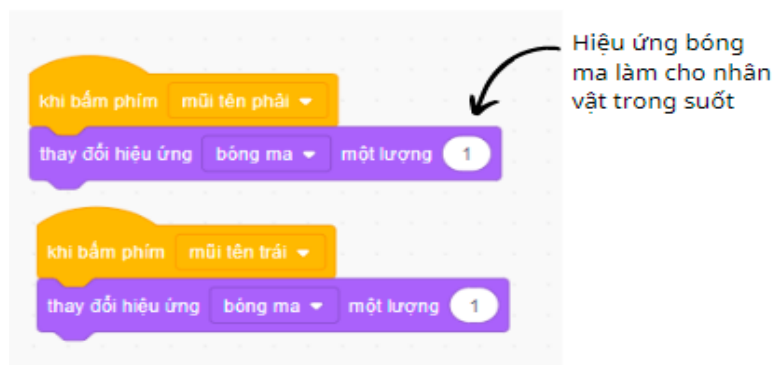 Hiệu ứng bóng
ma làm cho nhân
vật trong suốt
khi bấm phím mũi tên phải
thay đổi hiệu ứng bóng ma một lượng 1
khi bấm phím mũi tên trái
thay đổi hiệu ứng bóng ma một lượng 1